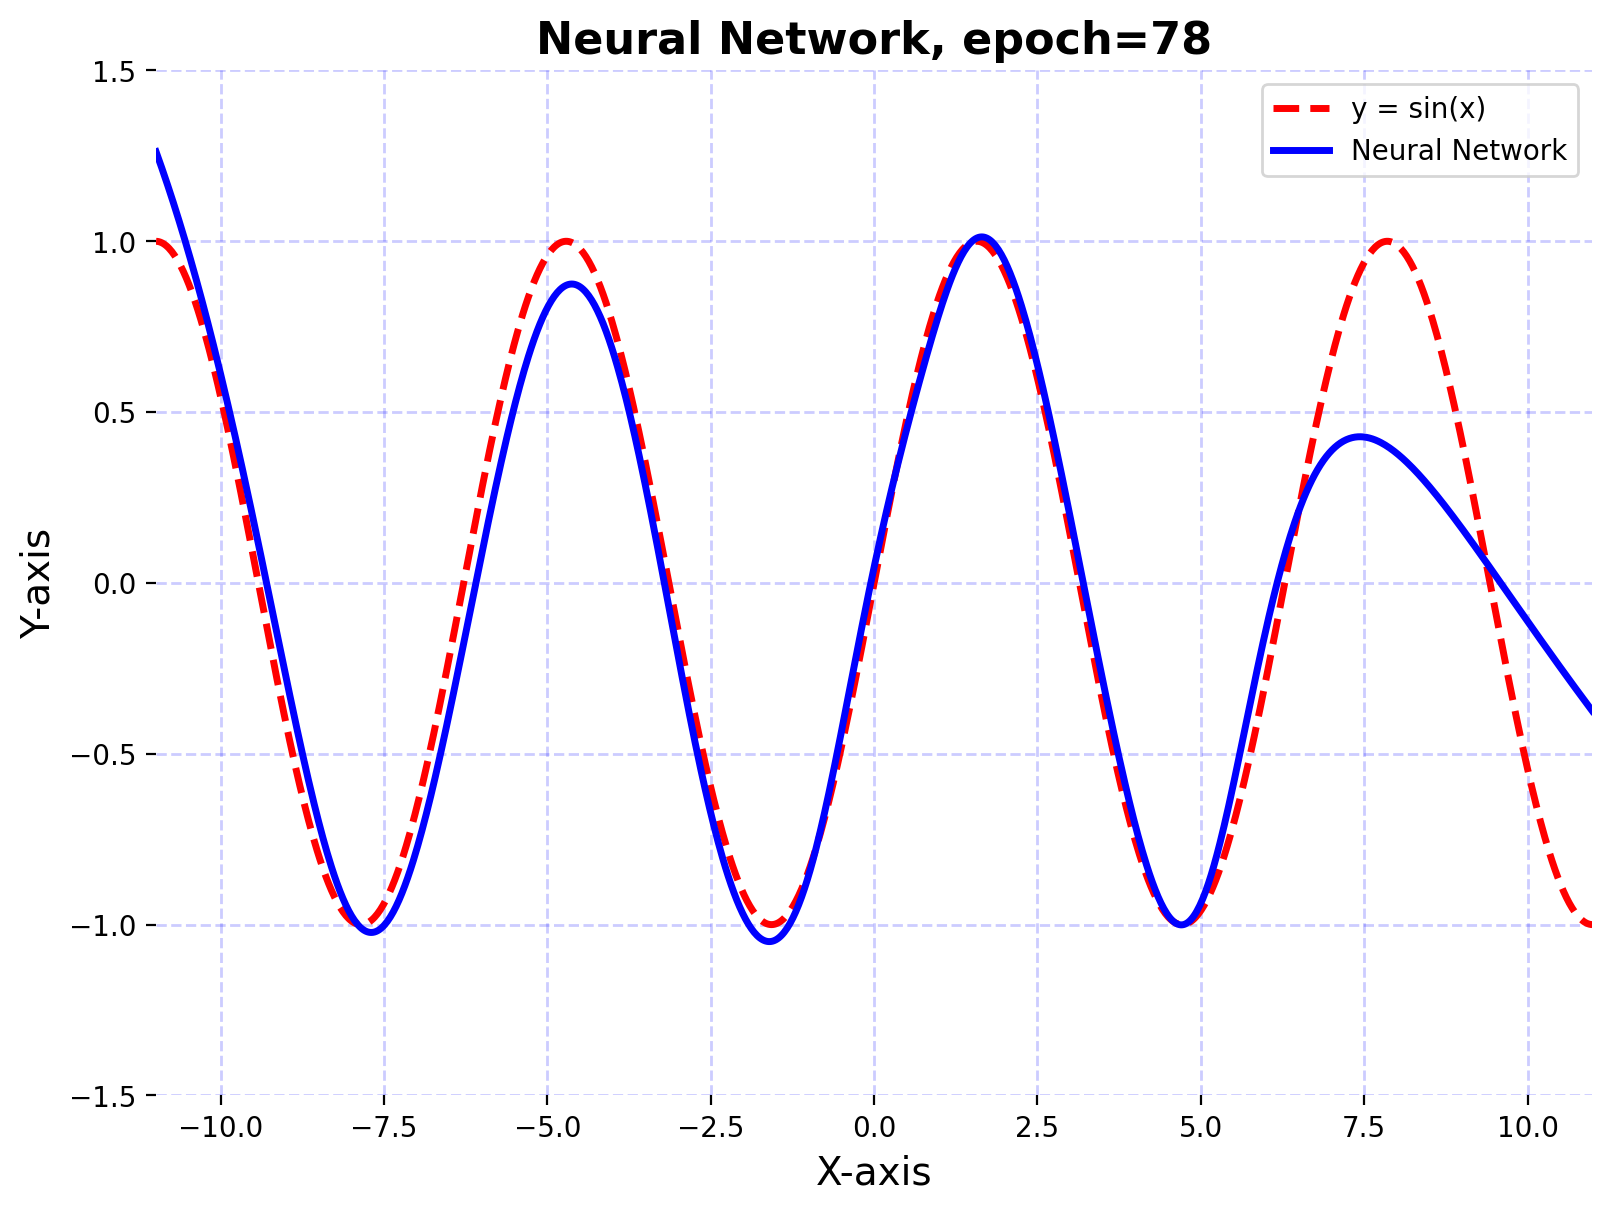 Neural Network, epoch=78
1.5
y = sin(x)
Neural Network
1.0
0.5
0.0
−0.5
−1.0
−1.5
Y-axis
−10.0 −7.5 −5.0 −2.5 0.0 2.5 5.0 7.5 10.0
X-axis